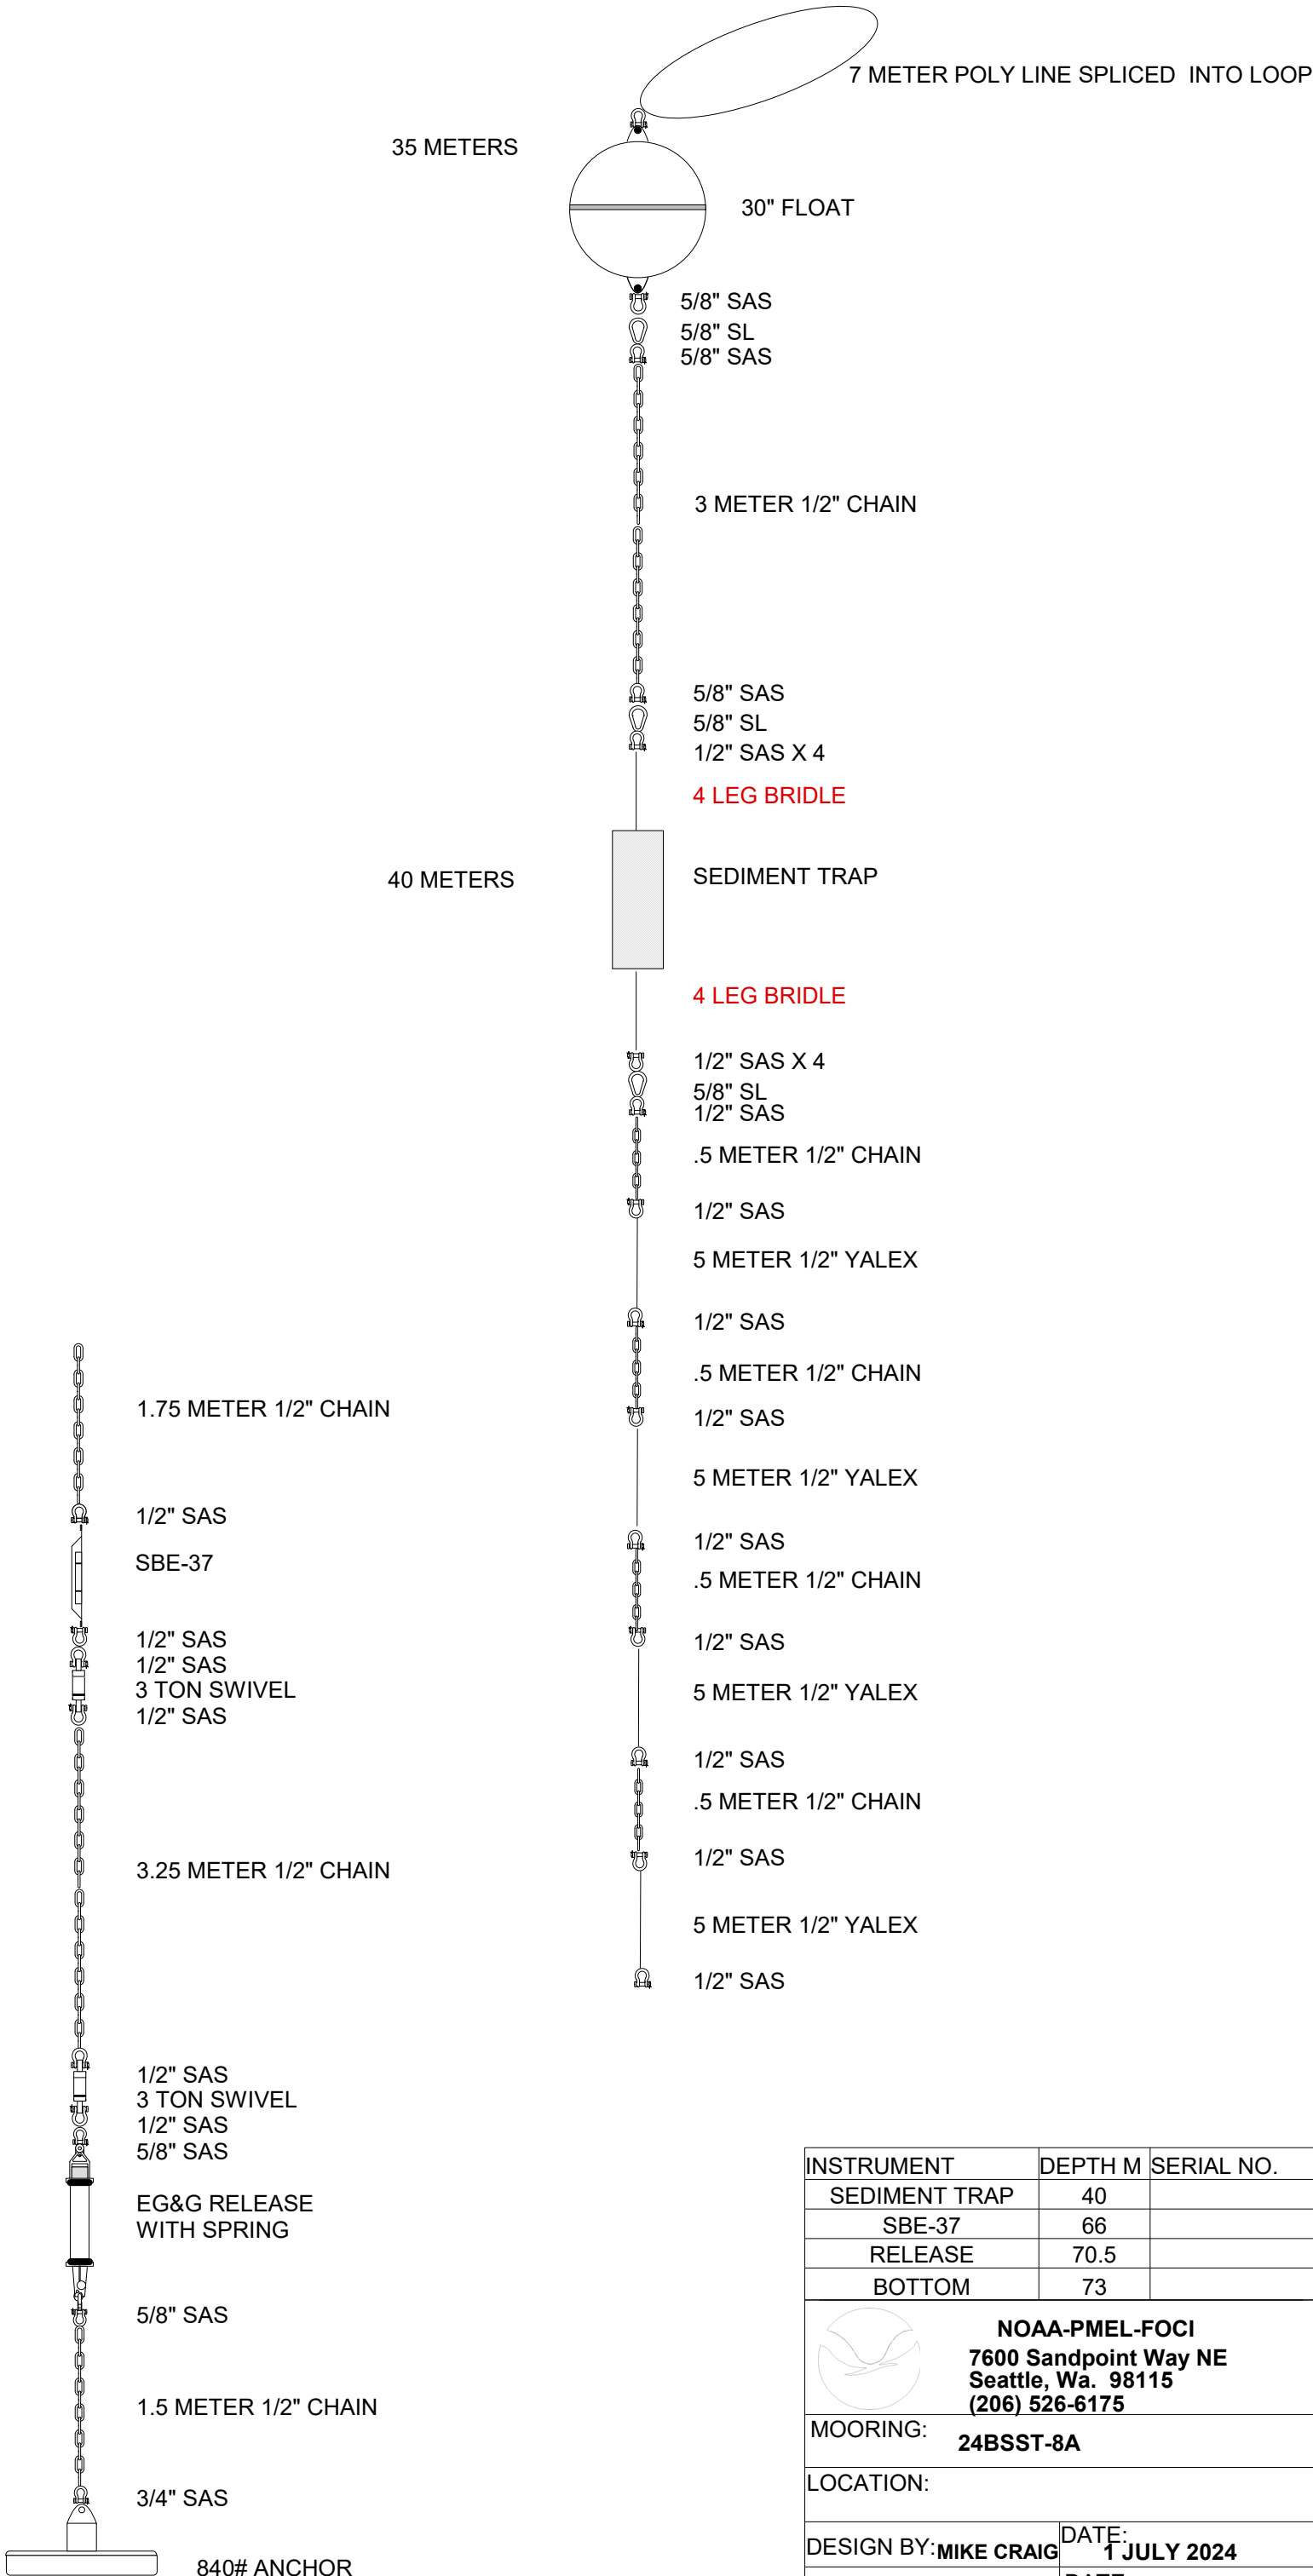 7 METER POLY LINE SPLICED INTO LOOP
35 METERS
30" FLOAT
5/8" SAS
5/8" SL
5/8" SAS
3 METER 1/2" CHAIN
5/8" SAS
5/8" SL
1/2" SAS X 4
4 LEG BRIDLE
40 METERS
SEDIMENT TRAP
4 LEG BRIDLE
1/2" SAS X 4
5/8" SL
1/2" SAS
.5 METER 1/2" CHAIN
1/2" SAS
5 METER 1/2" YALEX
1/2" SAS
.5 METER 1/2" CHAIN
1/2" SAS
5 METER 1/2" YALEX
1/2" SAS
.5 METER 1/2" CHAIN
1/2" SAS
5 METER 1/2" YALEX
1/2" SAS
.5 METER 1/2" CHAIN
1/2" SAS
5 METER 1/2" YALEX
1/2" SAS
1.75 METER 1/2" CHAIN
1/2" SAS
SBE-37
1/2" SAS
1/2" SAS
3 TON SWIVEL
1/2" SAS
3.25 METER 1/2" CHAIN
1/2" SAS
3 TON SWIVEL
1/2" SAS
5/8" SAS
EG&G RELEASE
WITH SPRING
5/8" SAS
1.5 METER 1/2" CHAIN
3/4" SAS
840# ANCHOR
INSTRUMENT DEPTH M SERIAL NO.
SEDIMENT TRAP 40
SBE-37 66
RELEASE 70.5
BOTTOM 73
NOAA-PMEL-FOCI
7600 Sandpoint Way NE
Seattle, Wa. 98115
(206) 526-6175
MOORING: 24BSST-8A
LOCATION:
DESIGN BY: MIKE CRAIG DATE: 1 JULY 2024